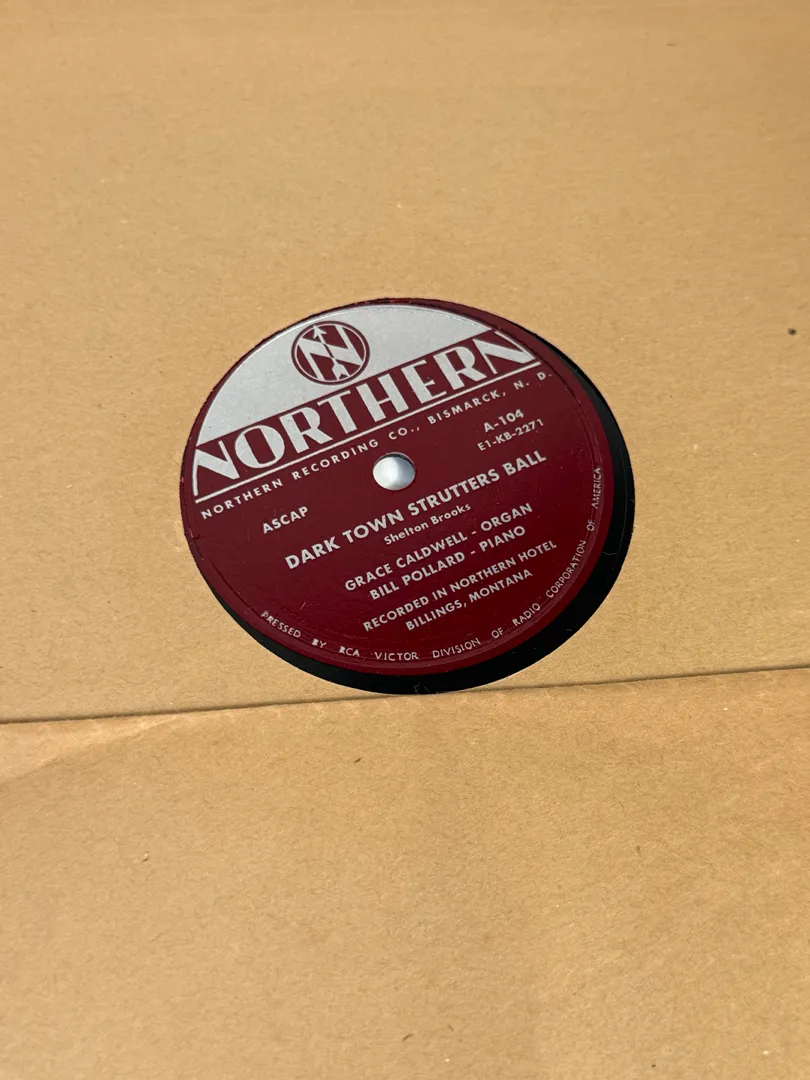 N
NORTHERN
NORTHERN RECORDING CO., BISMARCK, N. D.
A-104
E1-KB-2271
ASCAP
DARK TOWN STRUTTERS BALL
Shelton Brooks
GRACE CALDWELL - ORGAN
BILL POLLARD - PIANO
RECORDED IN NORTHERN HOTEL
BILLINGS, MONTANA
PRESSED BY RCA VICTOR DIVISION OF RADIO CORPORATION OF AMERICA